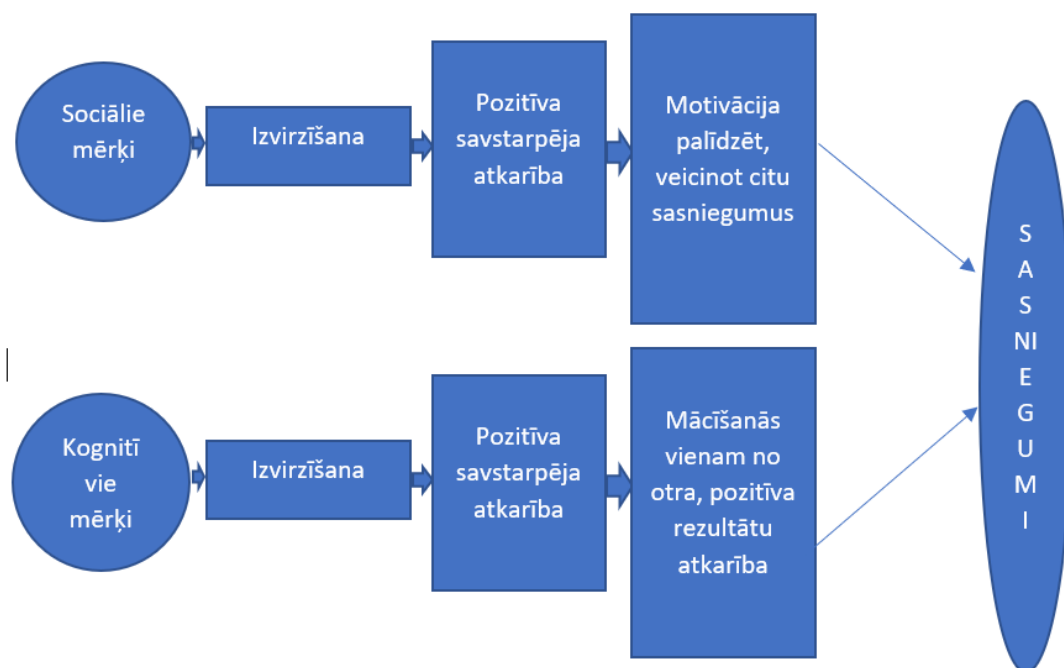 Sociālie
mērķi
Izvirzīšana
Pozitīva
savstarpēja
atkarība
Motivācija
palīdzēt,
veicinot citu
sasniegumus
Kognitī
vie
mērķi
Izvirzīšana
Pozitīva
savstarpēja
atkarība
Mācīšanās
vienam no
otra, pozitīva
rezultātu
atkarība
S
A
S
NI
E
G
U
M
I